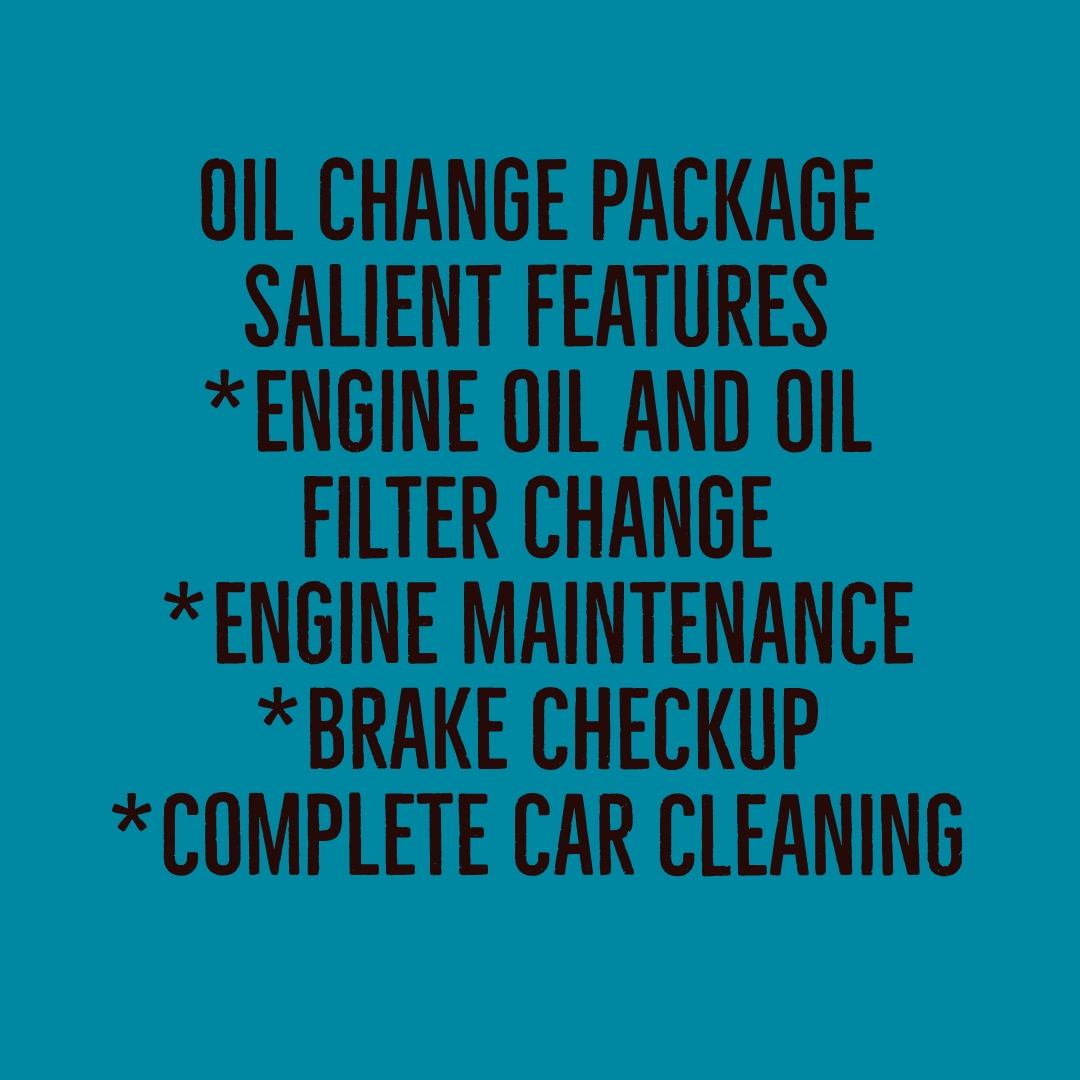 OIL CHANGE PACKAGE
SALIENT FEATURES
*ENGINE OIL AND OIL
FILTER CHANGE
*ENGINE MAINTENANCE
*BRAKE CHECKUP
*COMPLETE CAR CLEANING